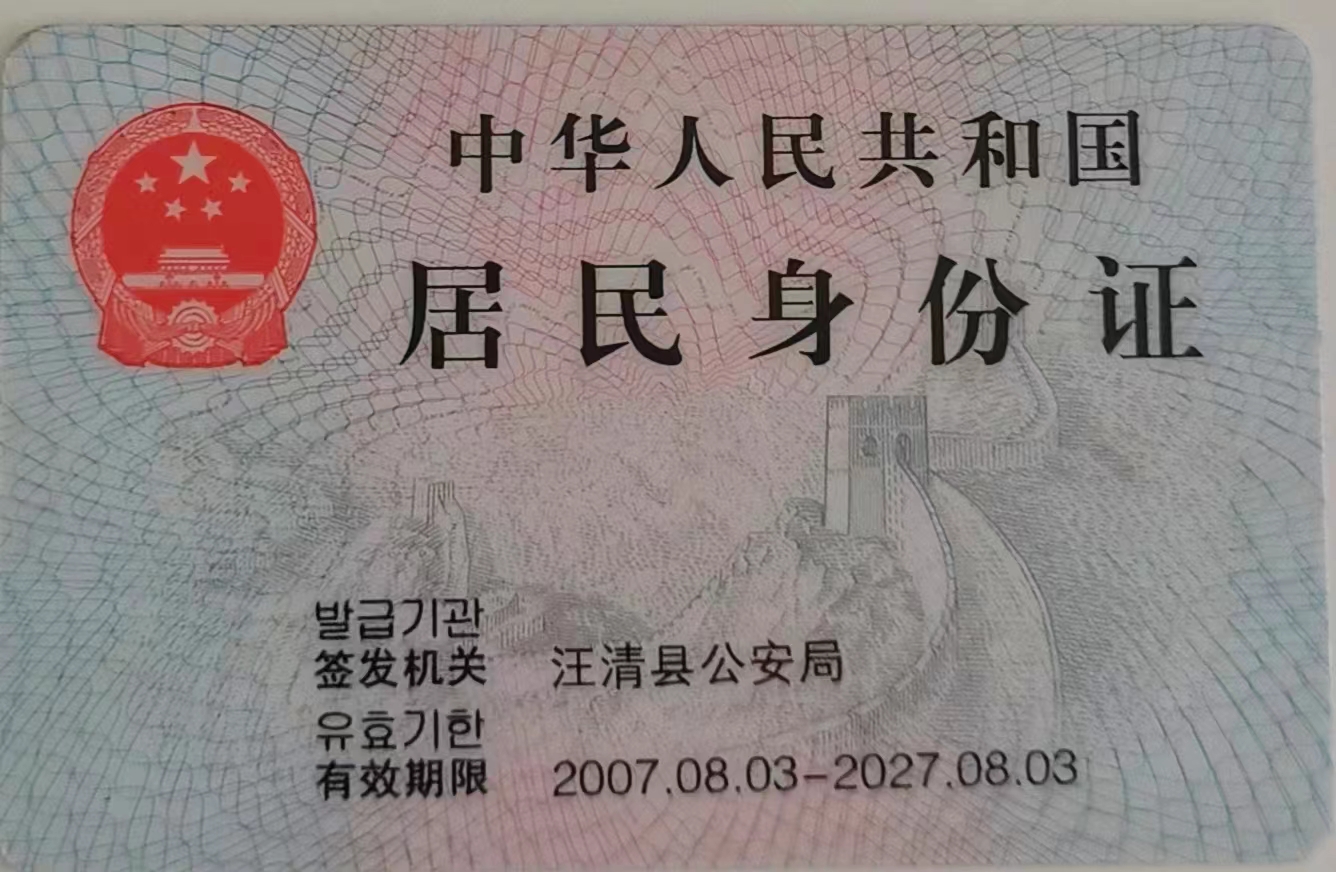 中华人民共和国
居民身份证
발급기관
签发机关 汪清县公安局
유효기한
有效期限 2007.08.03-2027.08.03